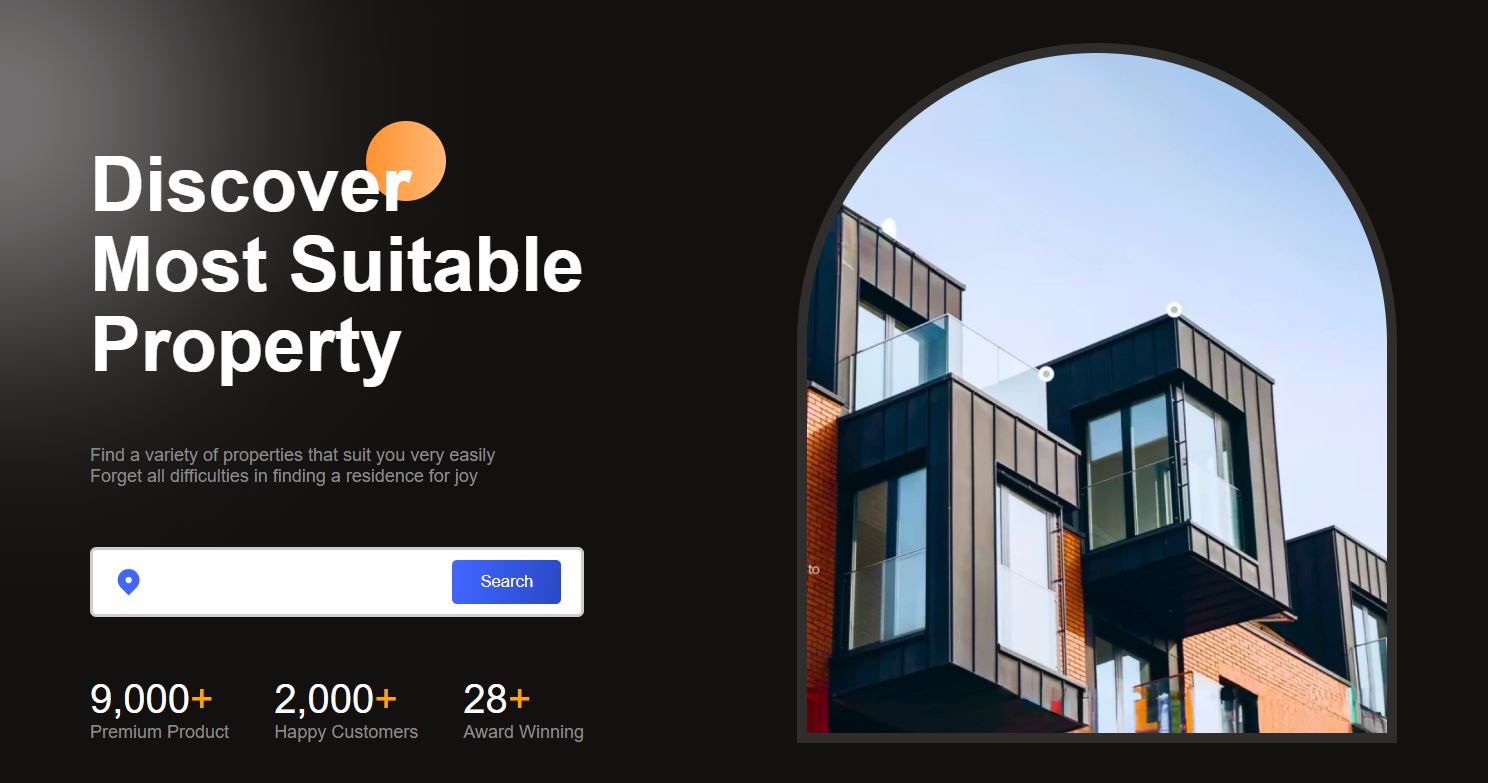 Discover
Most Suitable
Property
Find a variety of properties that suit you very easily
Forget all difficulties in finding a residence for joy
Search
9,000+
Premium Product
2,000+
Happy Customers
28+
Award Winning
to